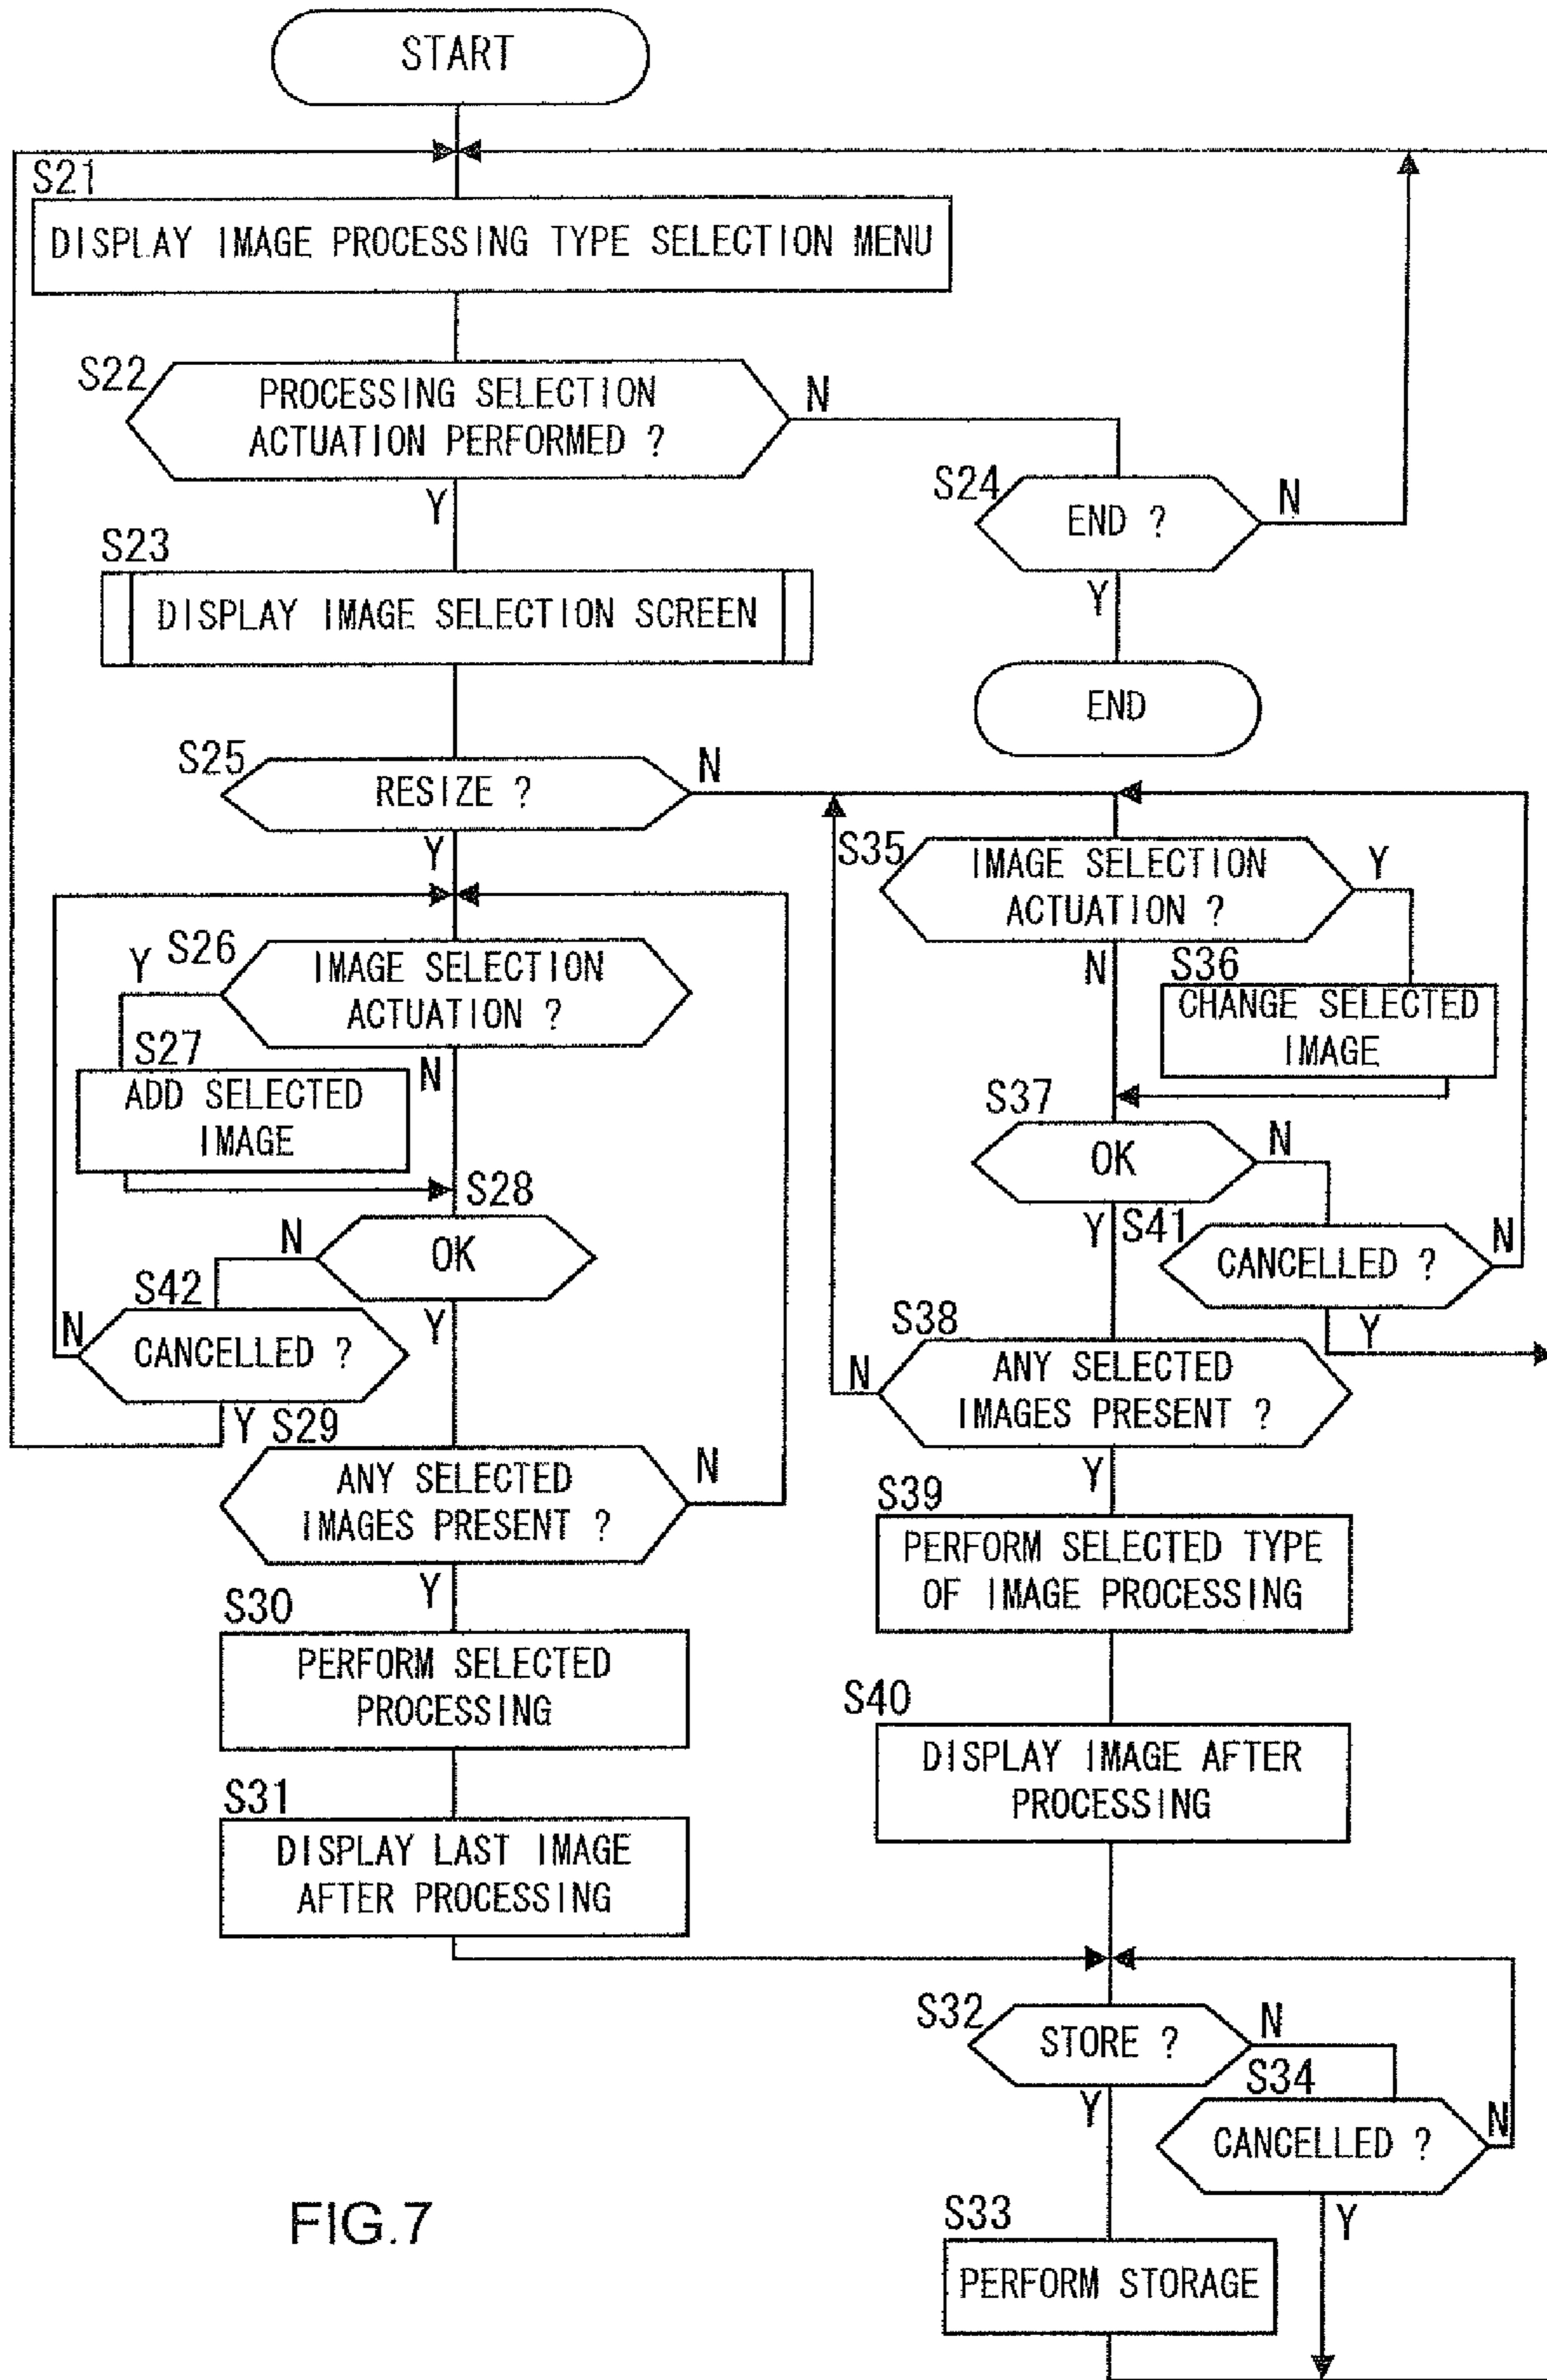 START
S21
DISPLAY IMAGE PROCESSING TYPE SELECTION MENU
S22
PROCESSING SELECTION
ACTUATION PERFORMED ?
N
Y
S24
END ?
N
Y
END
S23
DISPLAY IMAGE SELECTION SCREEN
S25
RESIZE ?
N
Y
S26
IMAGE SELECTION
ACTUATION ?
Y
N
S27
ADD SELECTED
IMAGE
S28
OK
N
Y
S42
CANCELLED ?
N
Y
S29
ANY SELECTED
IMAGES PRESENT ?
N
Y
S30
PERFORM SELECTED
PROCESSING
S31
DISPLAY LAST IMAGE
AFTER PROCESSING
S35
IMAGE SELECTION
ACTUATION ?
Y
N
S36
CHANGE SELECTED
IMAGE
S37
OK
N
Y
S41
CANCELLED ?
N
Y
S38
ANY SELECTED
IMAGES PRESENT ?
N
Y
S39
PERFORM SELECTED TYPE
OF IMAGE PROCESSING
S40
DISPLAY IMAGE AFTER
PROCESSING
S32
STORE ?
N
Y
S34
CANCELLED ?
N
Y
S33
PERFORM STORAGE
FIG.7